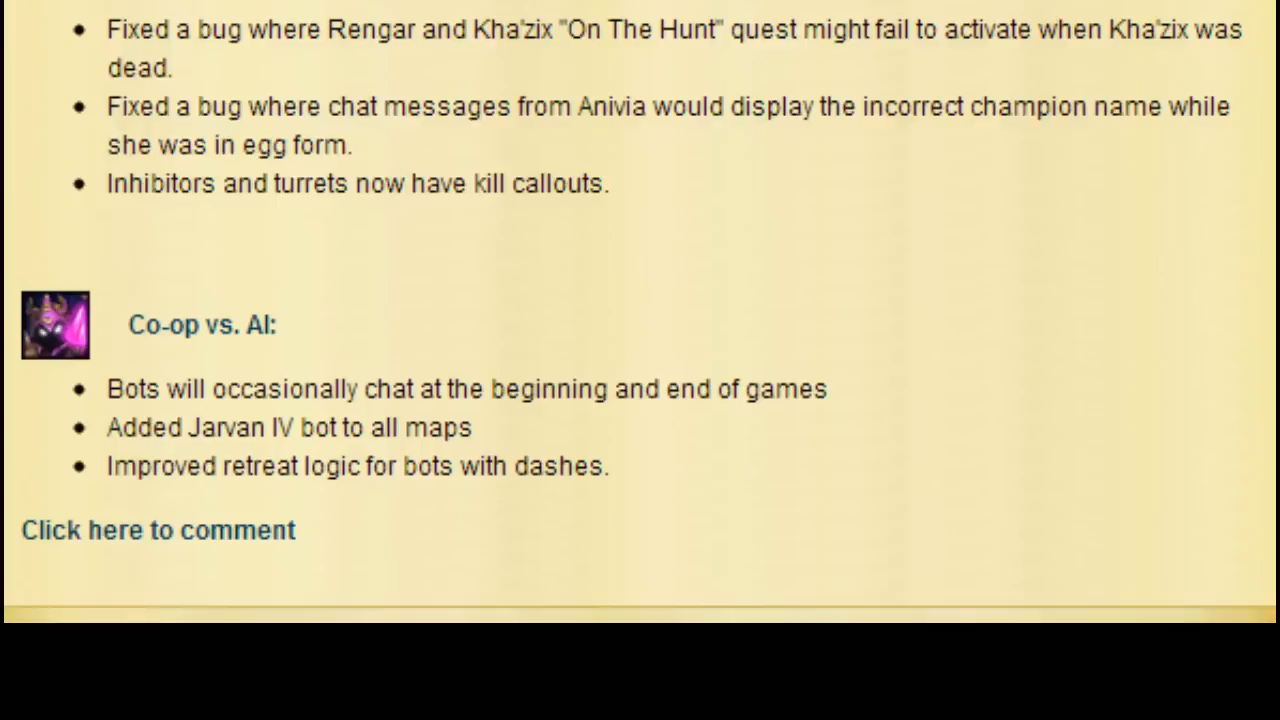 Fixed a bug where Rengar and Kha'zix "On The Hunt" quest might fail to activate when Kha'zix was
dead.
Fixed a bug where chat messages from Anivia would display the incorrect champion name while
she was in egg form.
Inhibitors and turrets now have kill callouts.
Co-op vs. AI:
Bots will occasionally chat at the beginning and end of games
Added Jarvan IV bot to all maps
Improved retreat logic for bots with dashes.
Click here to comment